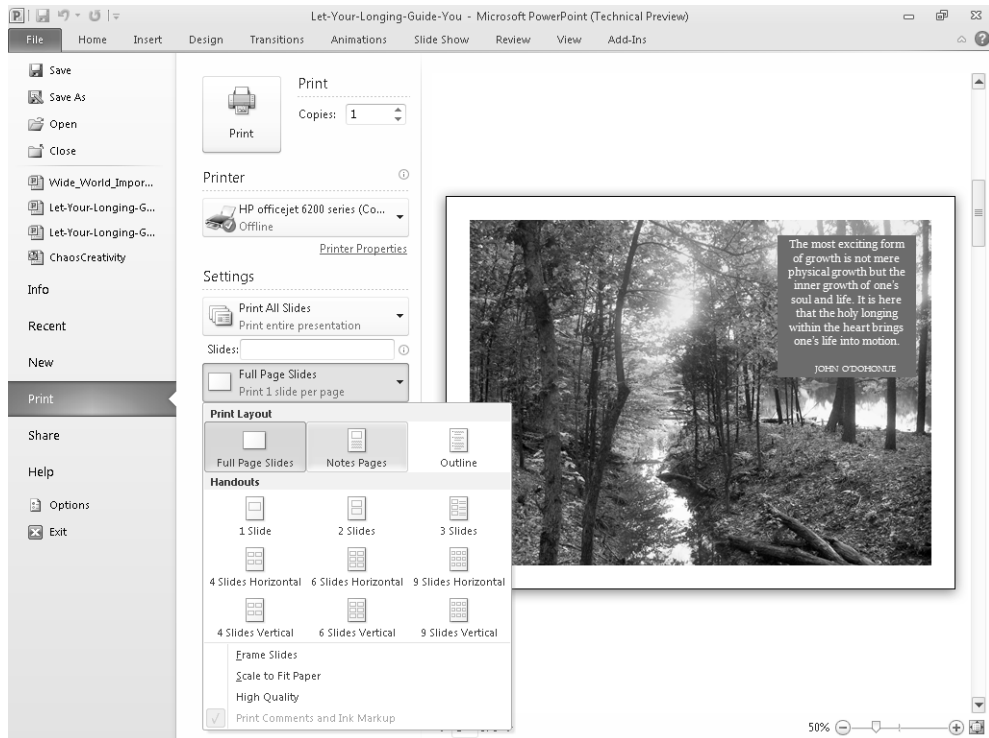 Let-Your-Longing-Guide-You - Microsoft PowerPoint (Technical Preview)
File Home Insert Design Transitions Animations Slide Show Review View Add-Ins
Save
Save As
Open
Close
Wide_World_Impor...
Let-Your-Longing-G...
Let-Your-Longing-G...
ChaosCreativity
Info
Recent
New
Print
Share
Help
Options
Exit
Print
Print
Copies: 1
Printer
HP officejet 6200 series (Co...
Offline
Printer Properties
Settings
Print All Slides
Print entire presentation
Slides:
Full Page Slides
Print 1 slide per page
Print Layout
Full Page Slides Notes Pages Outline
Handouts
1 Slide 2 Slides 3 Slides
4 Slides Horizontal 6 Slides Horizontal 9 Slides Horizontal
4 Slides Vertical 6 Slides Vertical 9 Slides Vertical
Frame Slides
Scale to Fit Paper
High Quality
Print Comments and Ink Markup
The most exciting form
of growth is not mere
physical growth but the
inner growth of one's
soul and life. It is here
that the holy longing
within the heart brings
one's life into motion.
JOHN O'DOHONUE
50%